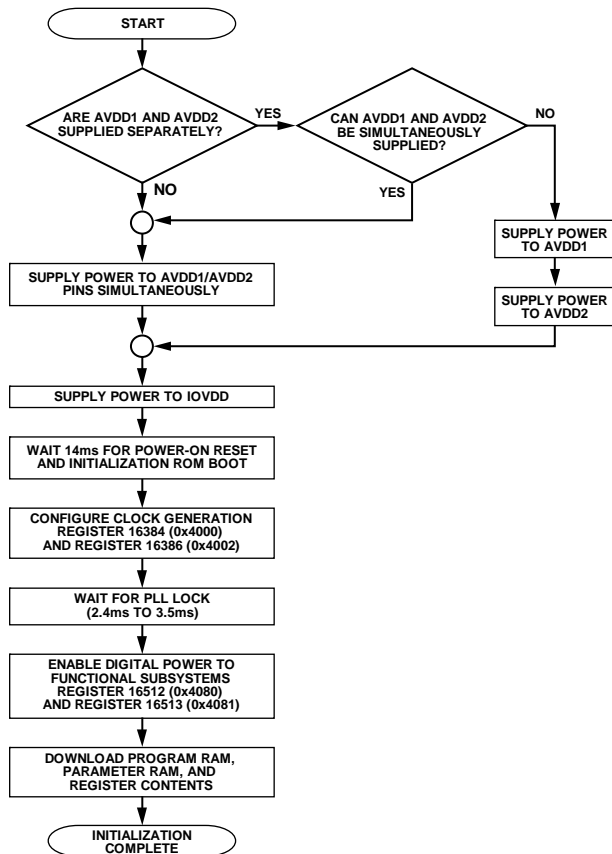 START
ARE AVDD1 AND AVDD2
SUPPLIED SEPARATELY?
YES
CAN AVDD1 AND AVDD2
BE SIMULTANEOUSLY
SUPPLIED?
NO
NO
YES
SUPPLY POWER
TO AVDD1
SUPPLY POWER TO AVDD1/AVDD2
PINS SIMULTANEOUSLY
SUPPLY POWER
TO AVDD2
SUPPLY POWER TO IOVDD
WAIT 14ms FOR POWER-ON RESET
AND INITIALIZATION ROM BOOT
CONFIGURE CLOCK GENERATION
REGISTER 16384 (0x4000)
AND REGISTER 16386 (0x4002)
WAIT FOR PLL LOCK
(2.4ms TO 3.5ms)
ENABLE DIGITAL POWER TO
FUNCTIONAL SUBSYSTEMS
REGISTER 16512 (0x4080)
AND REGISTER 16513 (0x4081)
DOWNLOAD PROGRAM RAM,
PARAMETER RAM, AND
REGISTER CONTENTS
INITIALIZATION
COMPLETE